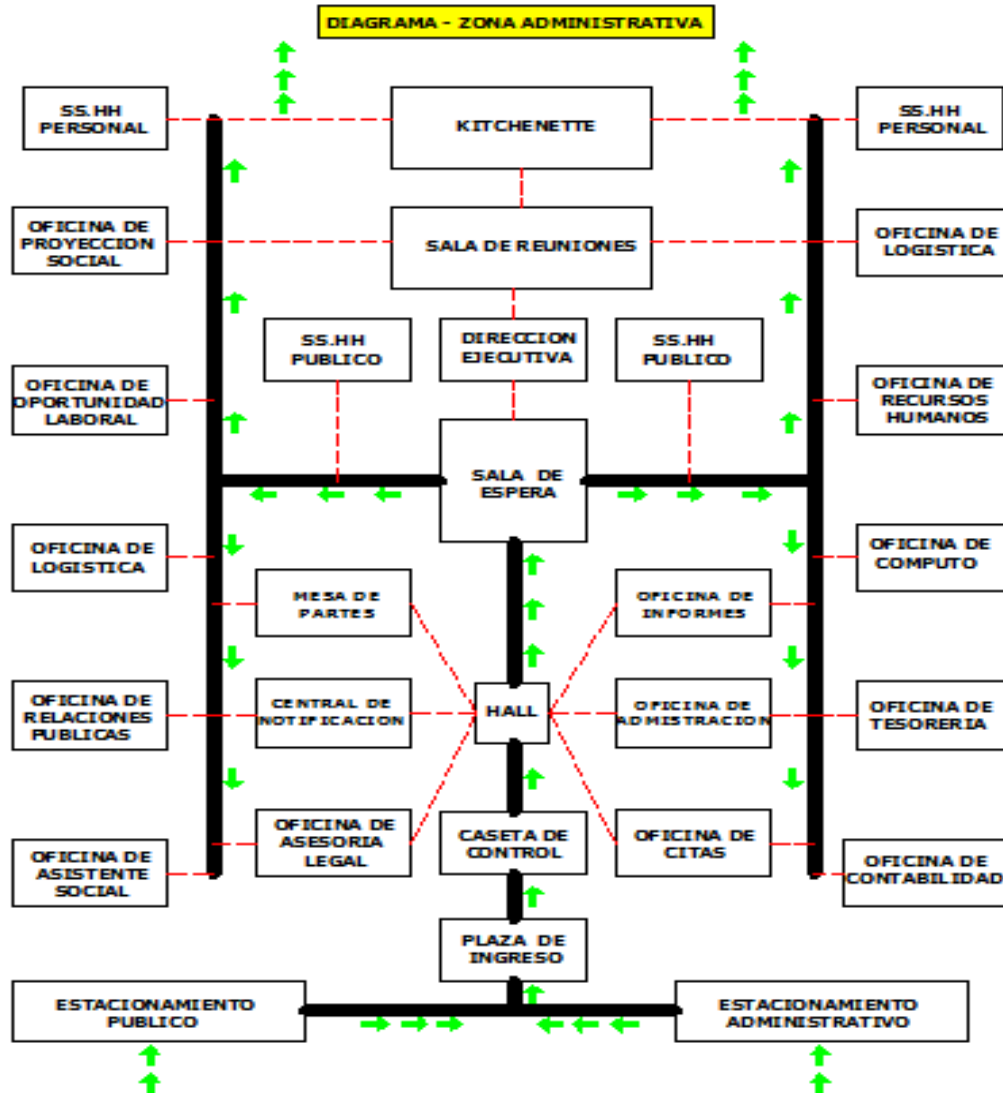 DIAGRAMA - ZONA ADMINISTRATIVA
SS.HH
PERSONAL
KITCHENETTE
SS.HH
PERSONAL
OFICINA DE
PROYECCION
SOCIAL
SALA DE REUNIONES
OFICINA DE
LOGISTICA
SS.HH
PUBLICO
DIRECCION
EJECUTIVA
SS.HH
PUBLICO
OFICINA DE
OPORTUNIDAD
LABORAL
OFICINA DE
RECURSOS
HUMANOS
SALA DE
ESPERA
OFICINA DE
LOGISTICA
OFICINA DE
COMPUTO
MESA DE
PARTES
OFICINA DE
INFORMES
OFICINA DE
RELACIONES
PUBLICAS
CENTRAL DE
NOTIFICACION
HALL
OFICINA DE
ADMISTRACION
OFICINA DE
TESORERIA
OFICINA DE
ASESORIA
LEGAL
CASETA DE
CONTROL
OFICINA DE
CITAS
OFICINA DE
ASISTENTE
SOCIAL
OFICINA DE
CONTABILIDAD
PLAZA DE
INGRESO
ESTACIONAMIENTO
PUBLICO
ESTACIONAMIENTO
ADMINISTRATIVO